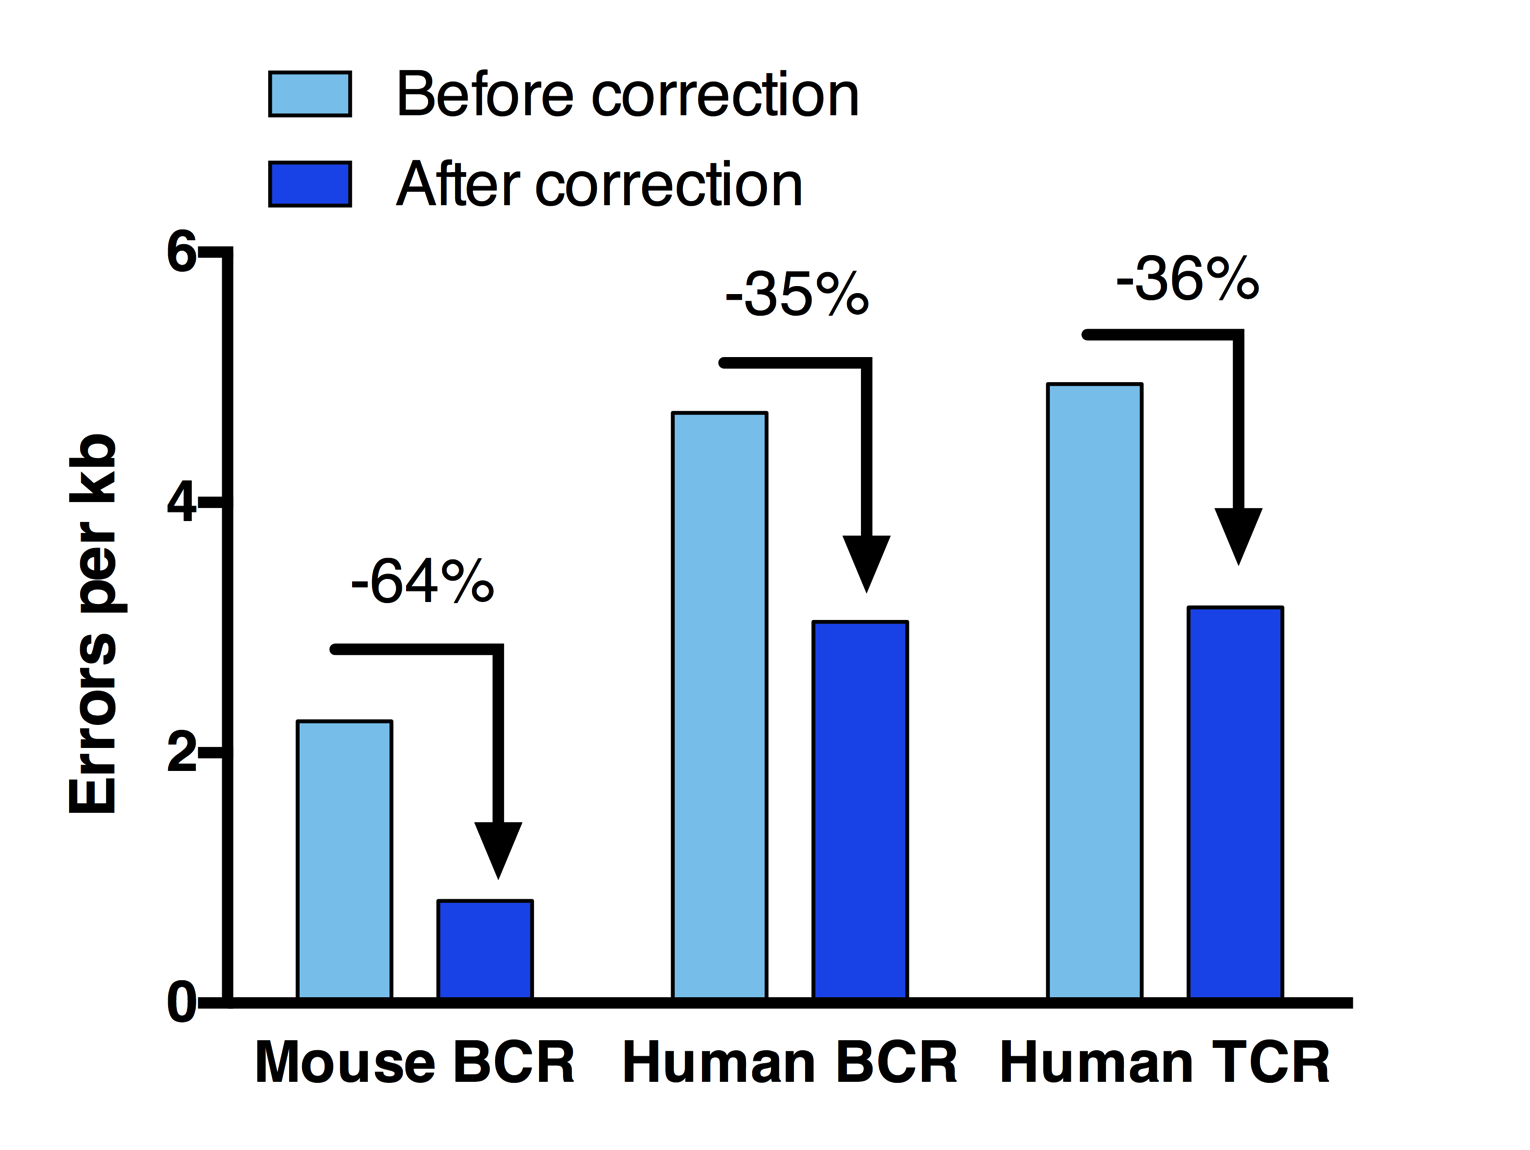 Before correction
After correction
6
4
2
0
Errors per kb
-64%
-35%
-36%
Mouse BCR
Human BCR
Human TCR